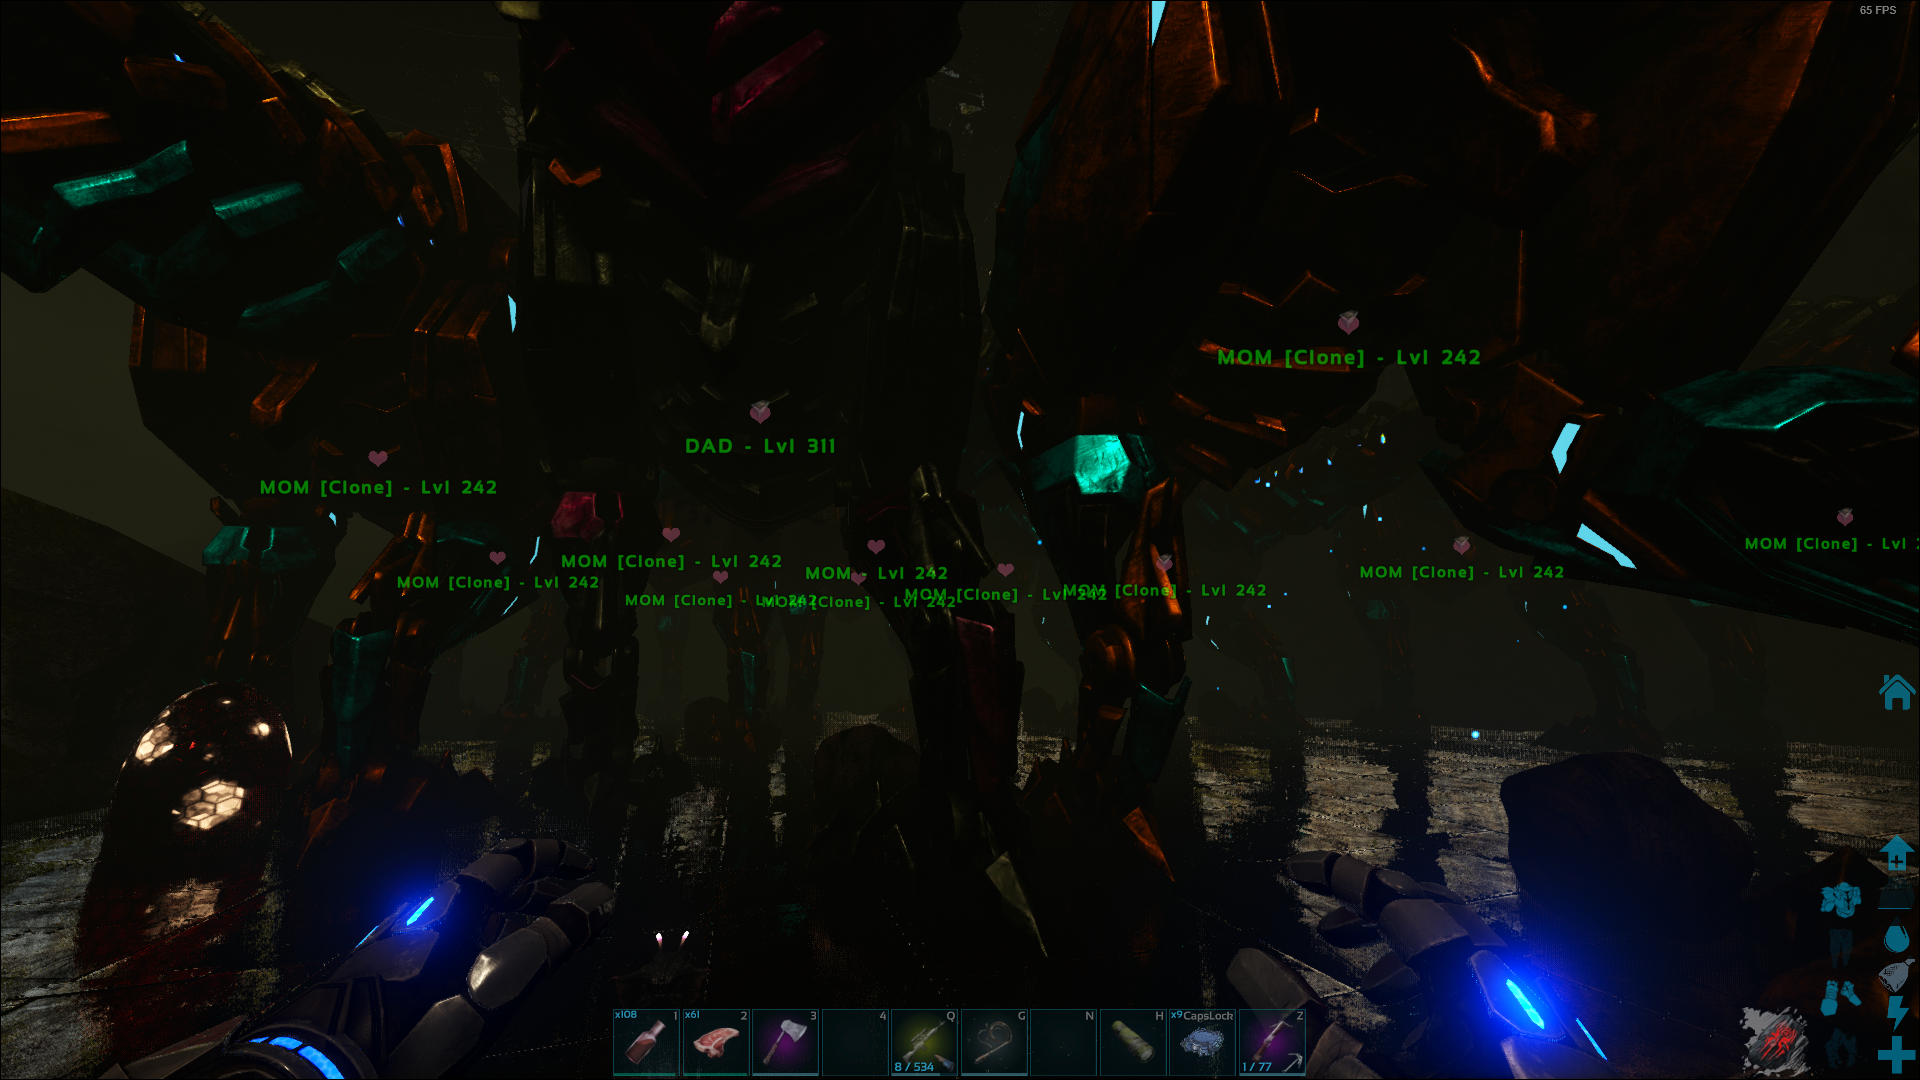 65 FPS
MOM [Clone] - Lvl 242
DAD - Lvl 311
MOM [Clone] - Lvl 242
MOM [Clone] - Lvl 242
MOM - Lvl 242
MOM [Clone] - Lvl
MOM [Clone] - Lvl 242
MOM [Clone] - Lvl 242
MOM [Clone] - Lvl 242
MOM [Clone] - Lvl 242
MOM [Clone] - Lvl 242
MOM [Clone] - Lvl 242
MOM [Clone] - Lvl 242
x108 1 x61 2 3 4 Q G N H x9 CapsLock Z
8 / 534 1 / 77